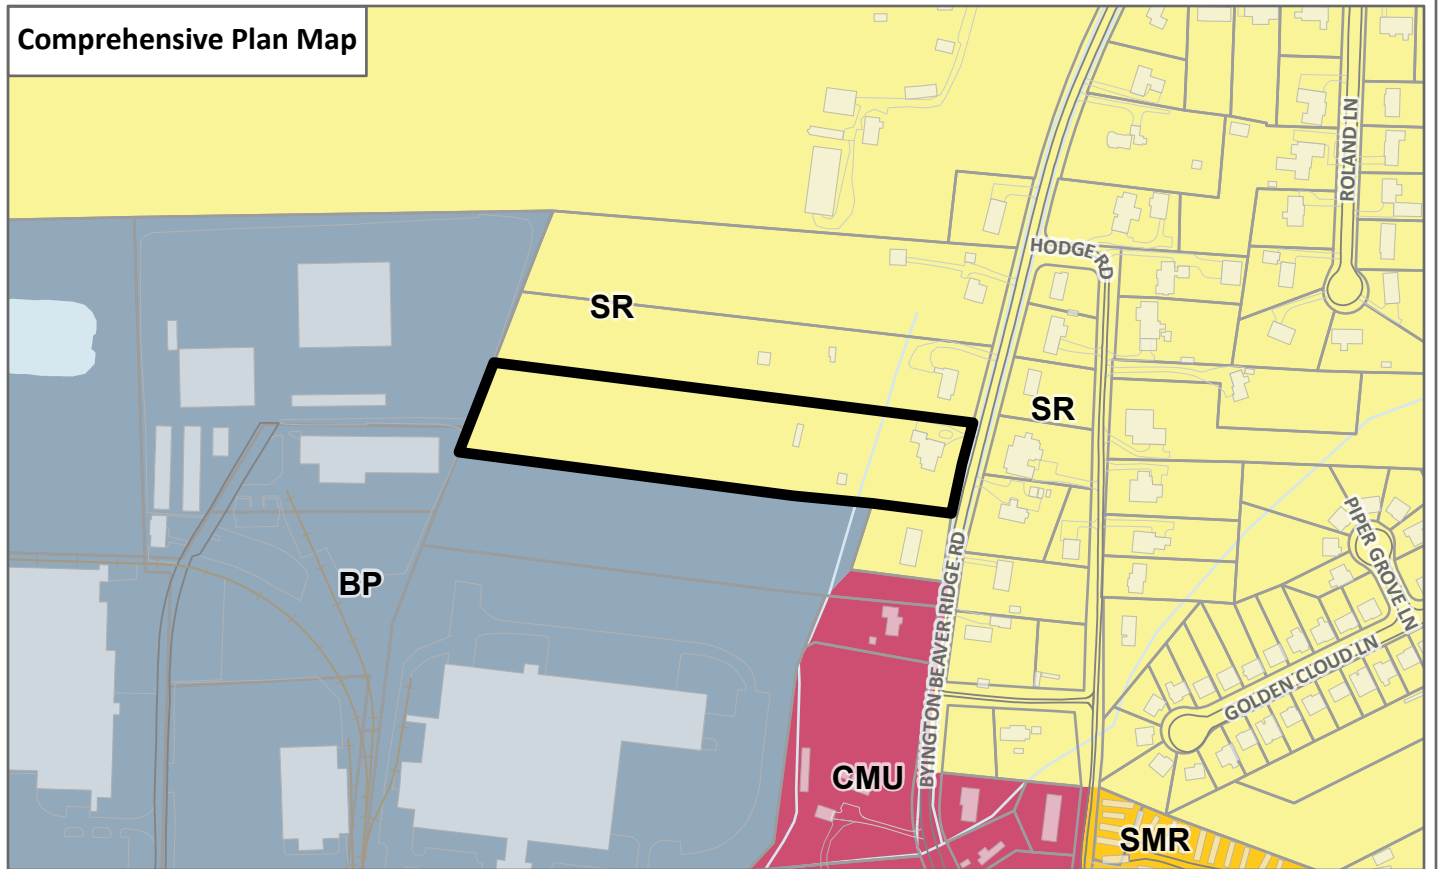 Comprehensive Plan Map
ROLAND LN
HODGE RD
SR
SR
PIPER GROVE LN
BP
BYINGTON BEAVER RIDGE RD
GOLDEN CLOUD LN
CMU
SMR